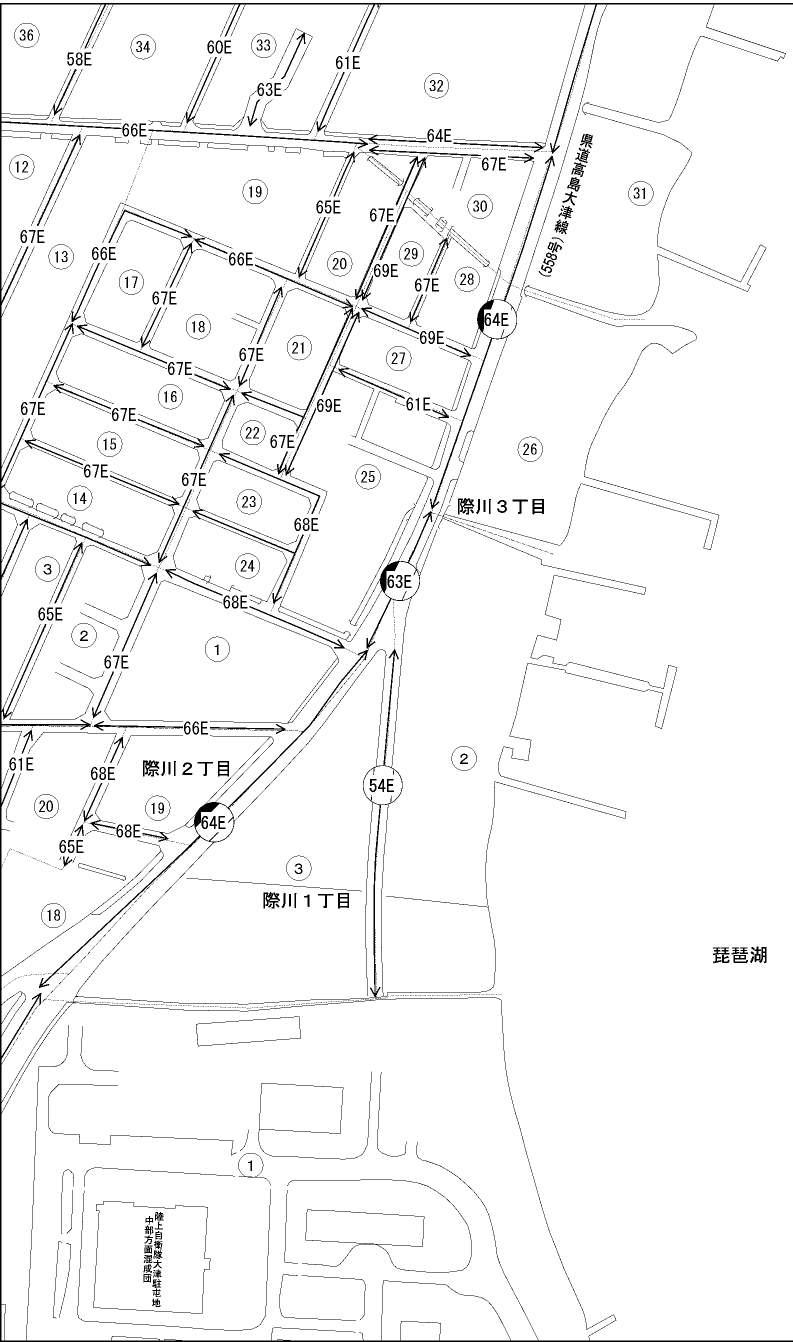 36
34
33
58E
60E
63E
61E
32
66E
64E
67E
12
19
65E
67E
30
31
県道高島大津線
(558号)
67E
13
66E
17
66E
20
29
69E
28
67E
67E
18
64E
21
67E
69E
27
67E
16
69E
61E
67E
67E
22
67E
26
15
67E
67E
25
14
23
68E
際川3丁目
3
24
63E
68E
65E
2
1
67E
66E
61E
68E
際川2丁目
2
54E
20
19
64E
68E
65E
3
際川1丁目
18
琵琶湖
1
陸上自衛隊大津駐屯地
中部方面混成団